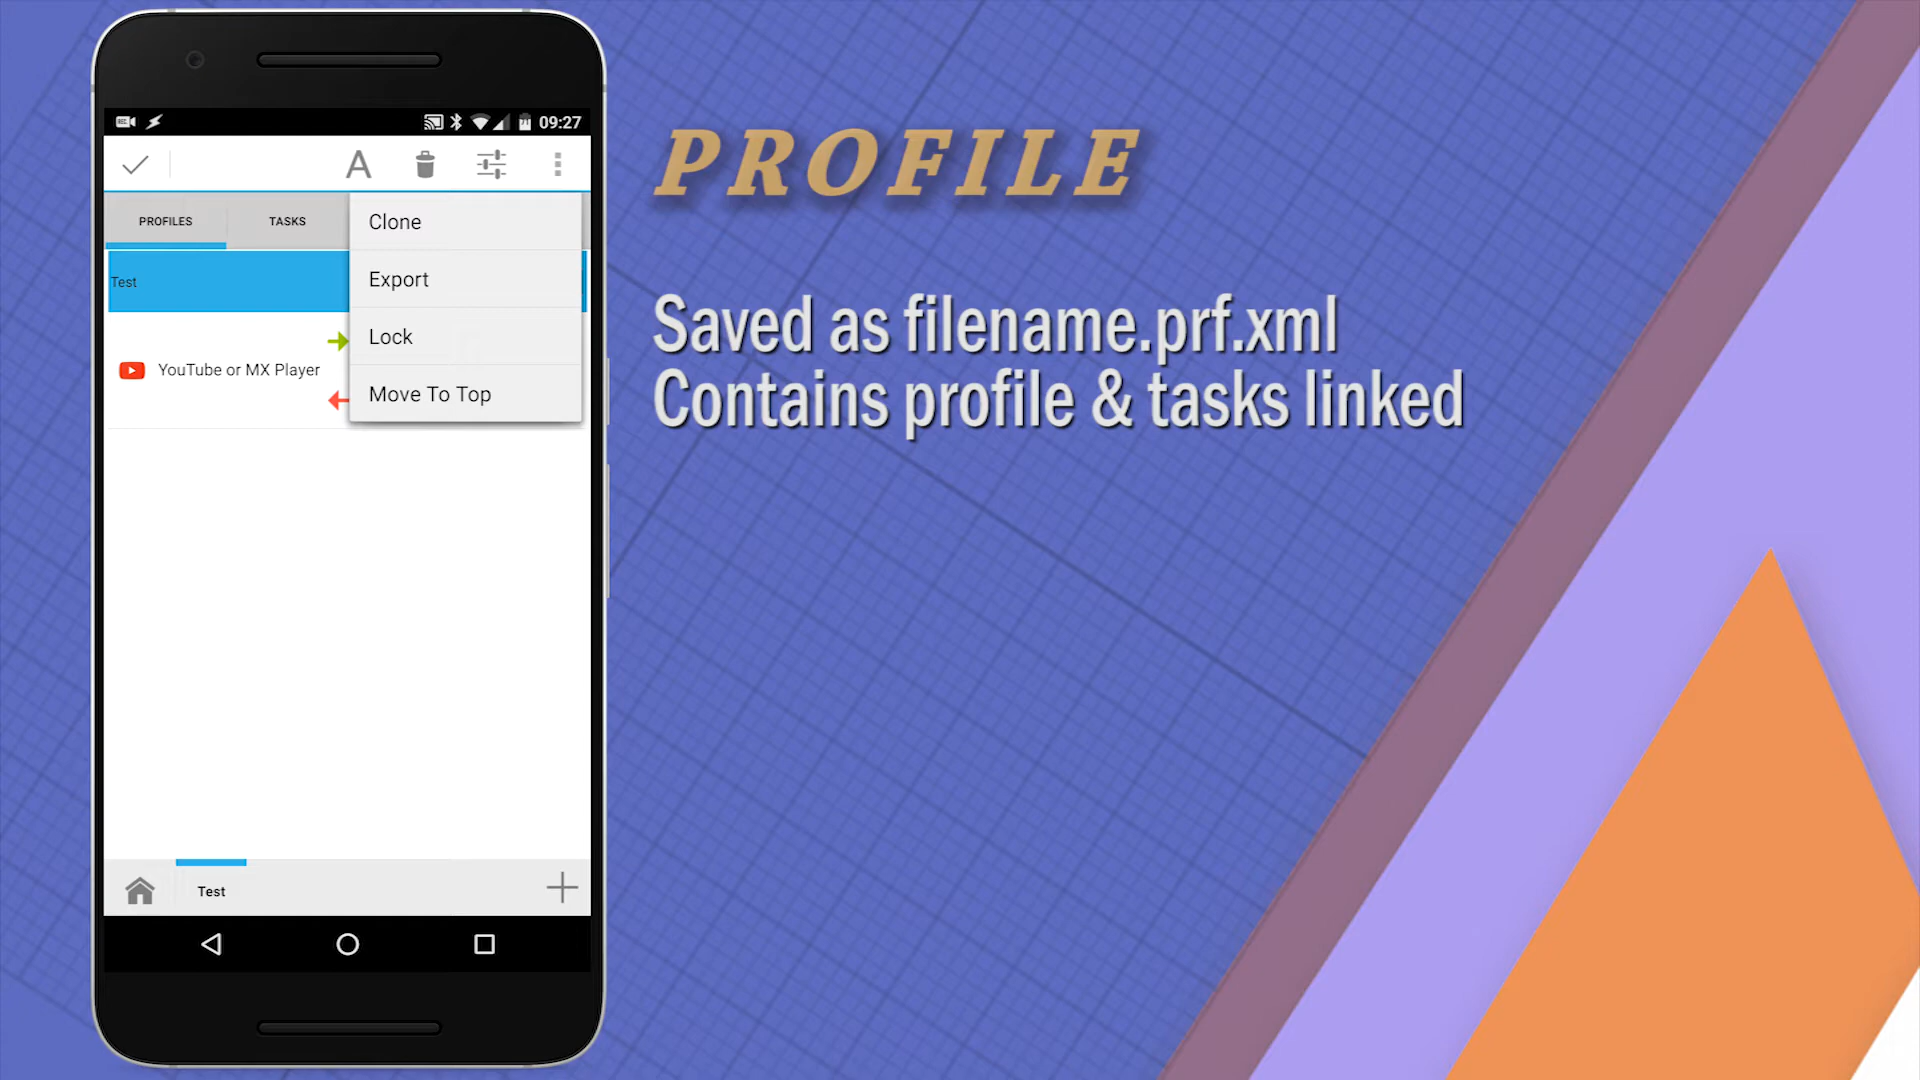 09:27
A
PROFILES
TASKS
Clone
Test
Export
Lock
YouTube or MX Player
Move To Top
Test
PROFILE
Saved as filename.prf.xml
Contains profile & tasks linked